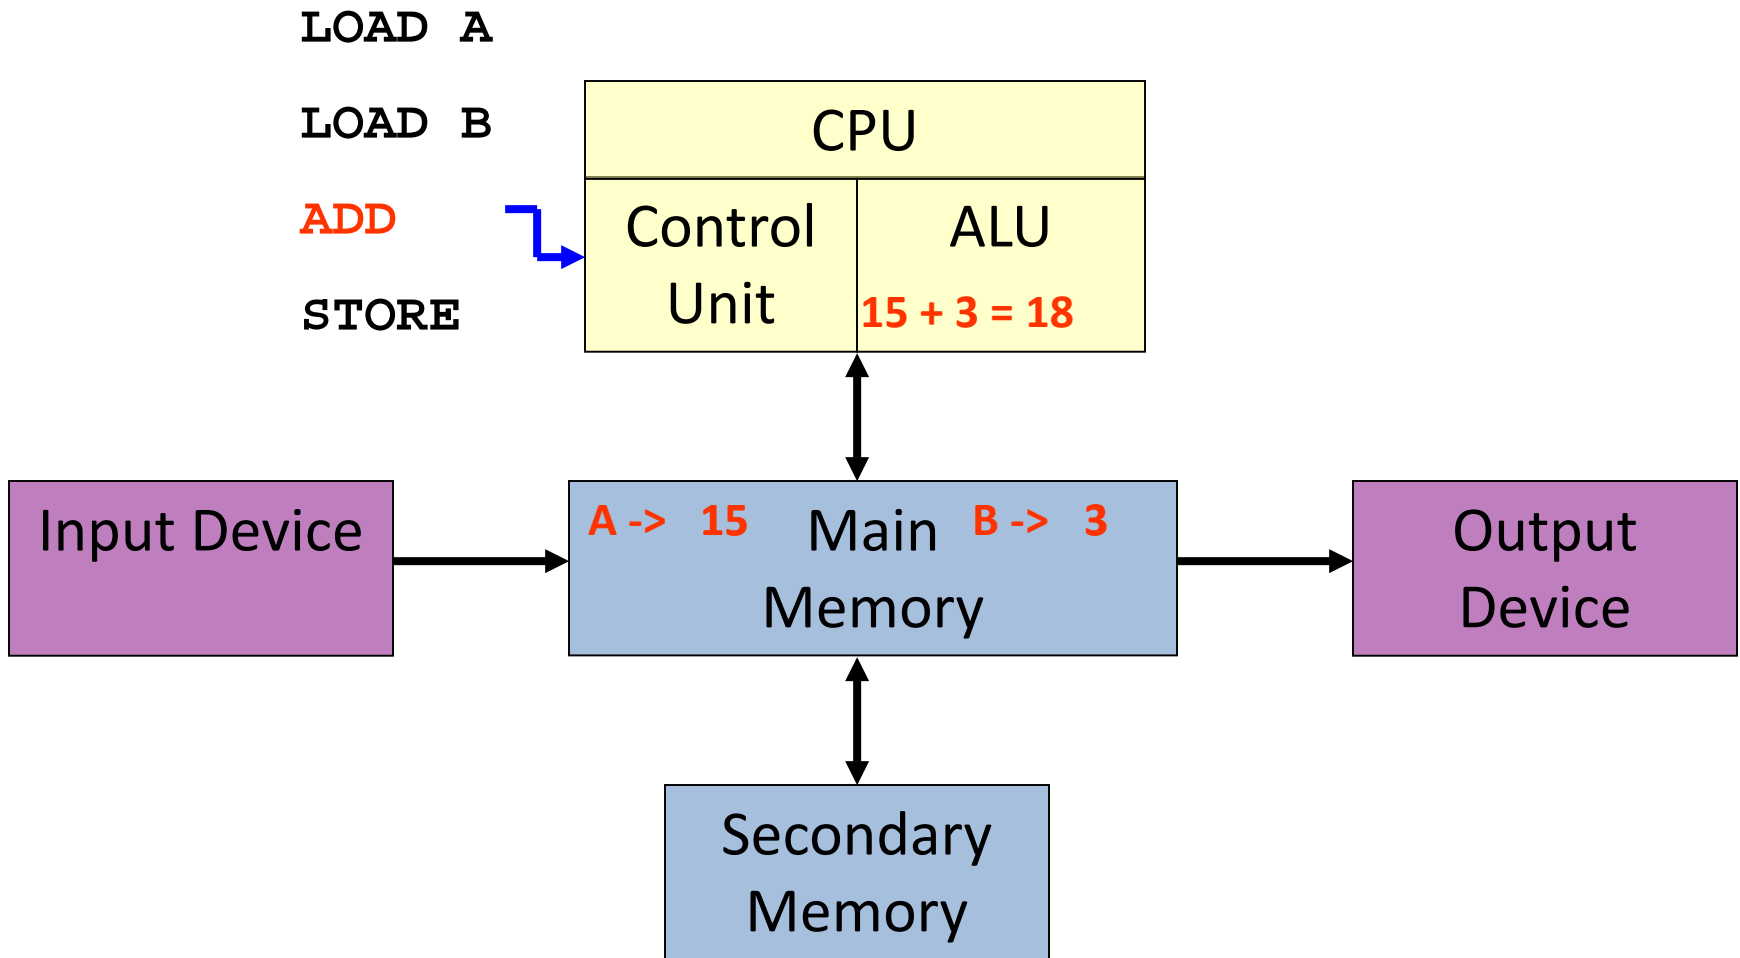 LOAD A
LOAD B
ADD
STORE
CPU
Control
Unit
ALU
15 + 3 = 18
Input Device
A -> 15 Main B -> 3
Memory
Output
Device
Secondary
Memory